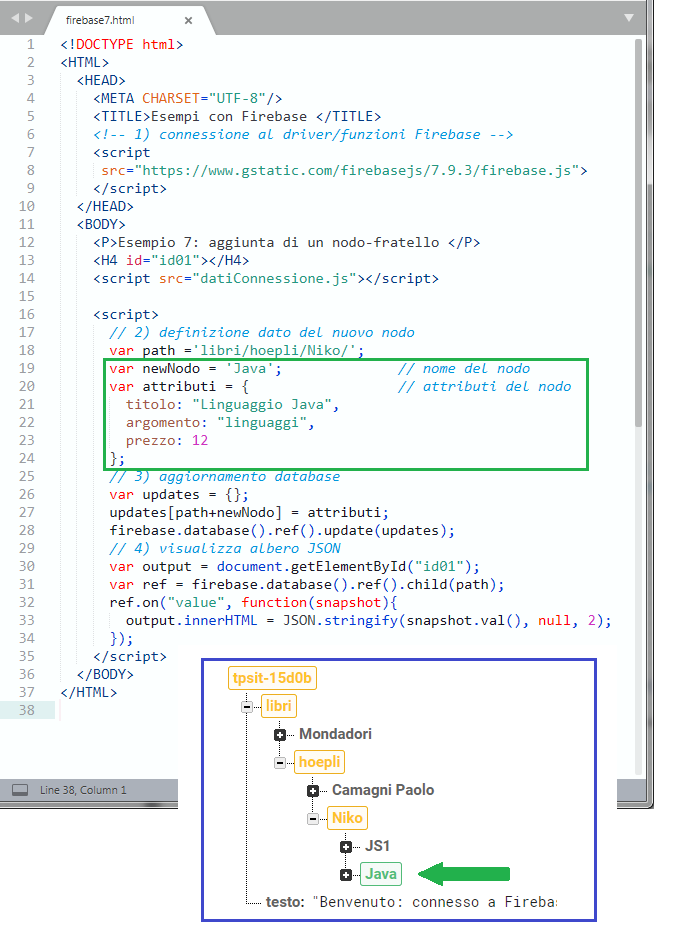 firebase7.html ×
1 <!DOCTYPE html>
2 <HTML>
3 <HEAD>
4 <META CHARSET="UTF-8"/>
5 <TITLE>Esempi con Firebase </TITLE>
6 <!-- 1) connessione al driver/funzioni Firebase -->
7 <script
8 src="https://www.gstatic.com/firebasejs/7.9.3/firebase.js">
9 </script>
10 </HEAD>
11 <BODY>
12 <P>Esempio 7: aggiunta di un nodo-fratello </P>
13 <H4 id="id01"></H4>
14 <script src="datiConnessione.js"></script>
15
16 <script>
17 // 2) definizione dato del nuovo nodo
18 var path ='libri/hoepli/Niko/';
19 var newNodo = 'Java'; // nome del nodo
20 var attributi = { // attributi del nodo
21 titolo: "Linguaggio Java",
22 argomento: "linguaggi",
23 prezzo: 12
24 };
25 // 3) aggiornamento database
26 var updates = {};
27 updates[path+newNodo] = attributi;
28 firebase.database().ref().update(updates);
29 // 4) visualizza albero JSON
30 var output = document.getElementById("id01");
31 var ref = firebase.database().ref().child(path);
32 ref.on("value", function(snapshot){
33 output.innerHTML = JSON.stringify(snapshot.val(), null, 2);
34 });
35 </script>
36 </BODY>
37 </HTML>
38
Line 38, Column 1
tpsit-15d0b
libri
Mondadori
hoepli
Camagni Paolo
Niko
JS1
Java
testo: "Benvenuto: connesso a Fireba